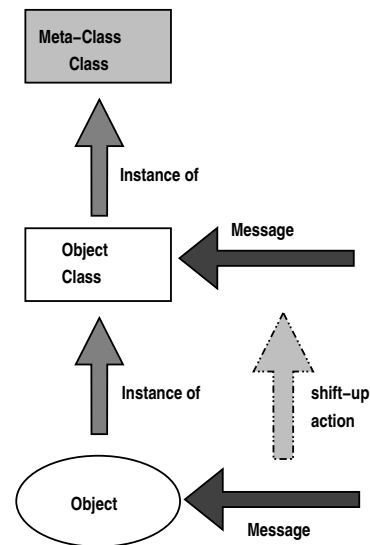 Meta-Class
Class
Instance of
Message
Object
Class
Instance of
shift-up
action
Object
Message